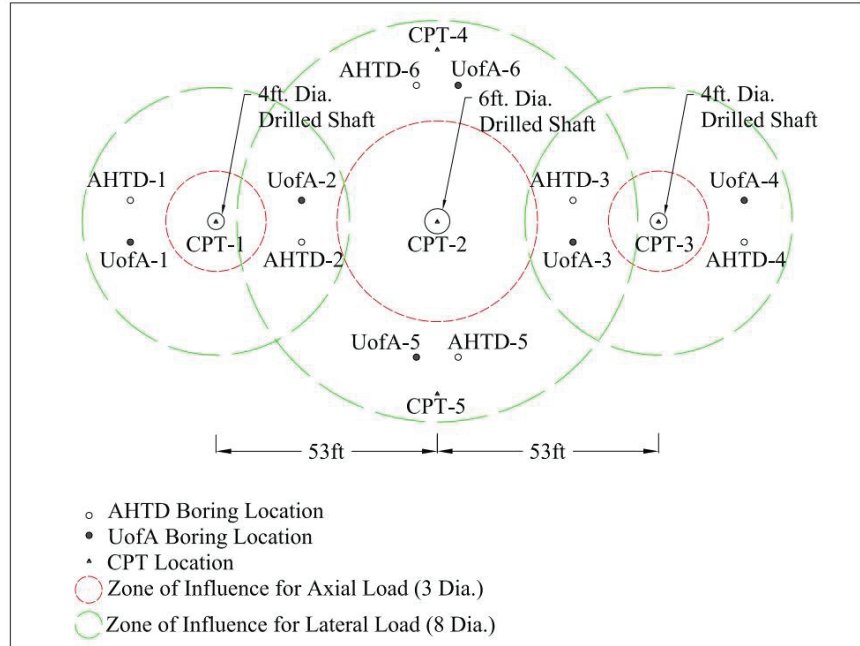 CPT-4
AHTD-6
UofA-6
4ft. Dia.
Drilled Shaft
6ft. Dia.
Drilled Shaft
4ft. Dia.
Drilled Shaft
AHTD-1
UofA-2
AHTD-3
UofA-4
CPT-1
CPT-2
CPT-3
UofA-1
AHTD-2
UofA-3
AHTD-4
UofA-5
AHTD-5
CPT-5
53ft
53ft
AHTD Boring Location
UofA Boring Location
CPT Location
Zone of Influence for Axial Load (3 Dia.)
Zone of Influence for Lateral Load (8 Dia.)